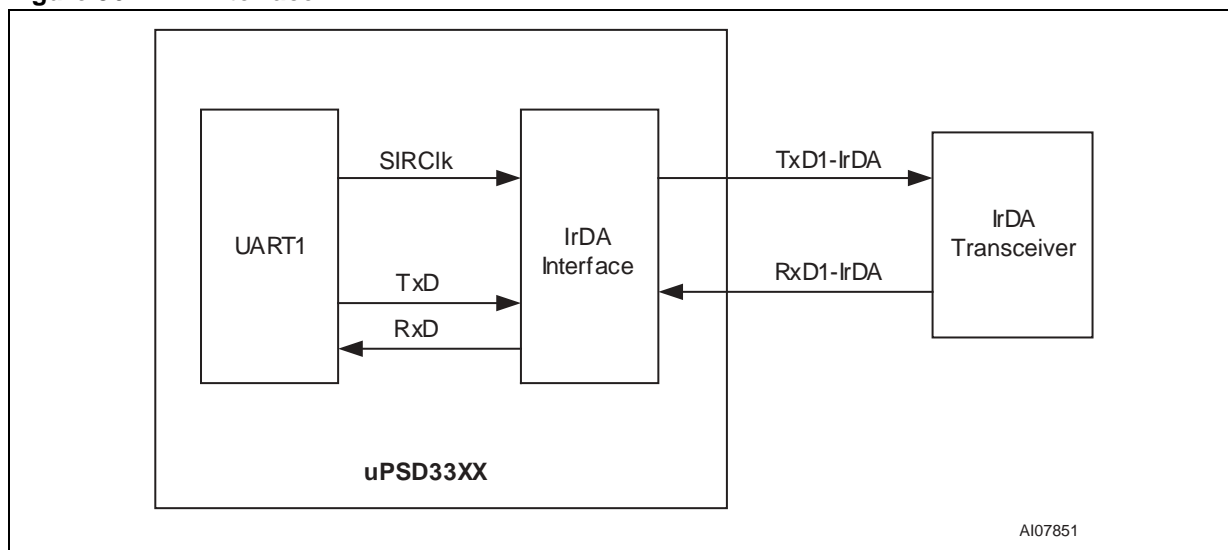 SIRClk
TxD1-IrDA
UART1
IrDA
Interface
IrDA
Transceiver
TxD
RxD1-IrDA
RxD
uPSD33XX
AI07851